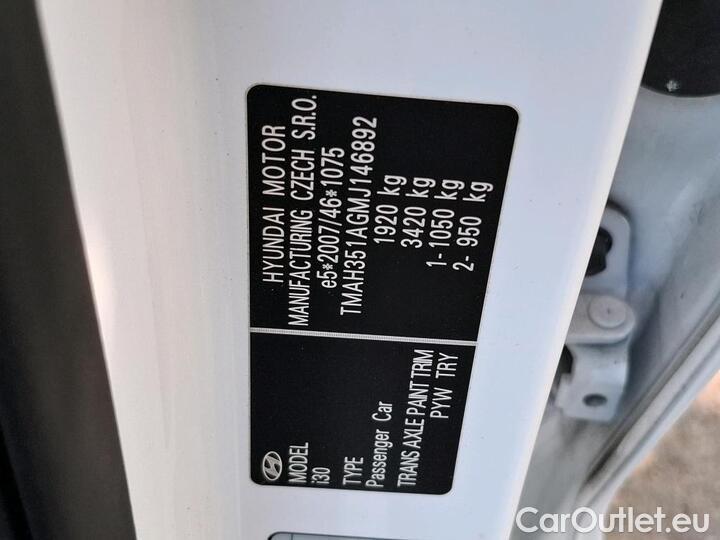 MODEL
i30
TYPE
Passenger Car
TRANS AXLE PAINT TRIM
PYW TRY
HYUNDAI MOTOR
MANUFACTURING CZECH S.R.O.
e5*2007/46*1075
TMAH351AGMJ146892
1920 kg
3420 kg
1- 1050 kg
2- 950 kg
CarOutlet.eu